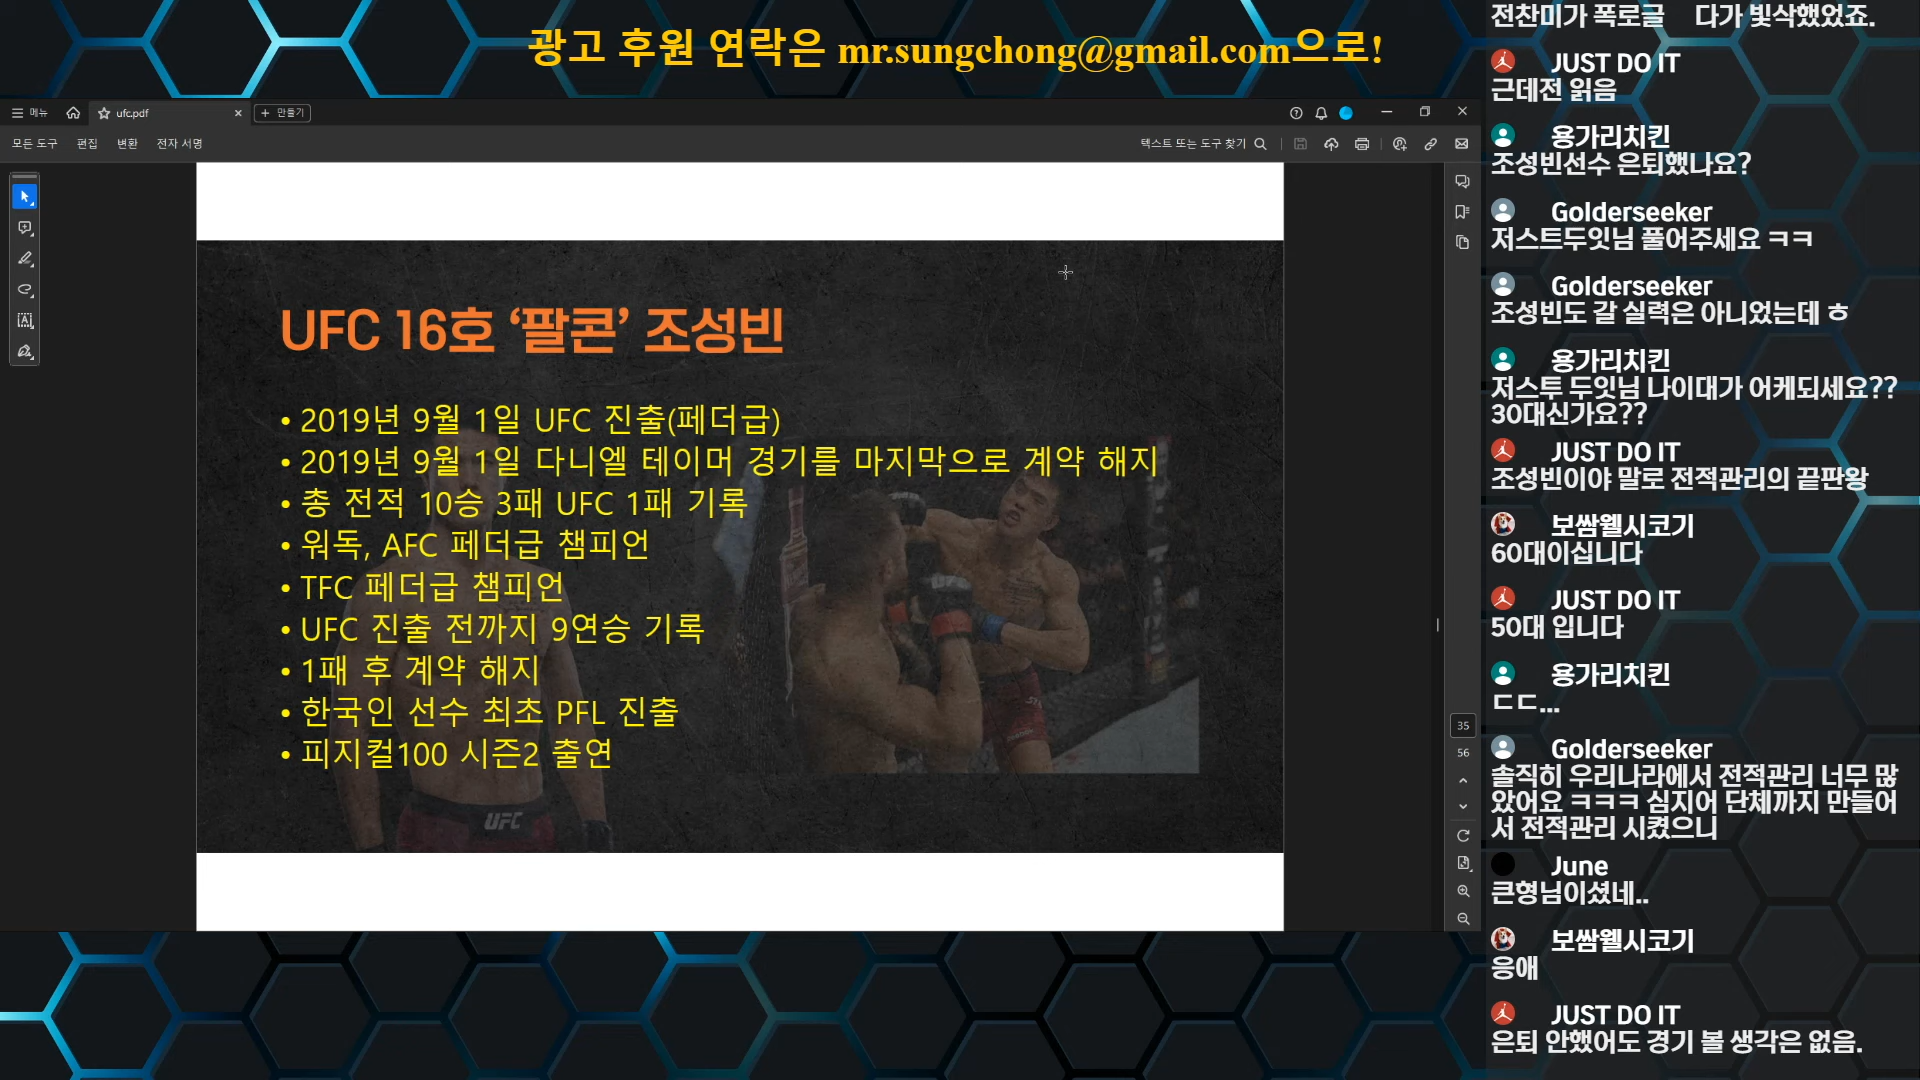 광고 후원 연락은 mr.sungchong@gmail.com으로!
메뉴
ufc.pdf
만들기
모든 도구
편집
변환
전자 서명
텍스트 또는 도구 찾기
UFC 16호 ‘팔콘’ 조성빈
• 2019년 9월 1일 UFC 진출(페더급)
• 2019년 9월 1일 다니엘 테이머 경기를 마지막으로 계약 해지
• 총 전적 10승 3패 UFC 1패 기록
• 워독, AFC 페더급 챔피언
• TFC 페더급 챔피언
• UFC 진출 전까지 9연승 기록
• 1패 후 계약 해지
• 한국인 선수 최초 PFL 진출
• 피지컬100 시즌2 출연
UFC
35
56
전찬미가 폭로글 다가 빛삭했었죠.
JUST DO IT
근데전 읽음
용가리치킨
조성빈선수 은퇴했나요?
Golderseeker
저스트두잇님 풀어주세요 ㅋㅋ
Golderseeker
조성빈도 갈 실력은 아니었는데 ㅎ
용가리치킨
저스투 두잇님 나이대가 어케되세요??
30대신가요??
JUST DO IT
조성빈이야 말로 전적관리의 끝판왕
보쌈웰시코기
60대이십니다
JUST DO IT
50대 입니다
용가리치킨
ㄷㄷ...
Golderseeker
솔직히 우리나라에서 전적관리 너무 많
았어요 ㅋㅋㅋ 심지어 단체까지 만들어
서 전적관리 시켰으니
June
큰형님이셨네..
보쌈웰시코기
응애
JUST DO IT
은퇴 안했어도 경기 볼 생각은 없음.